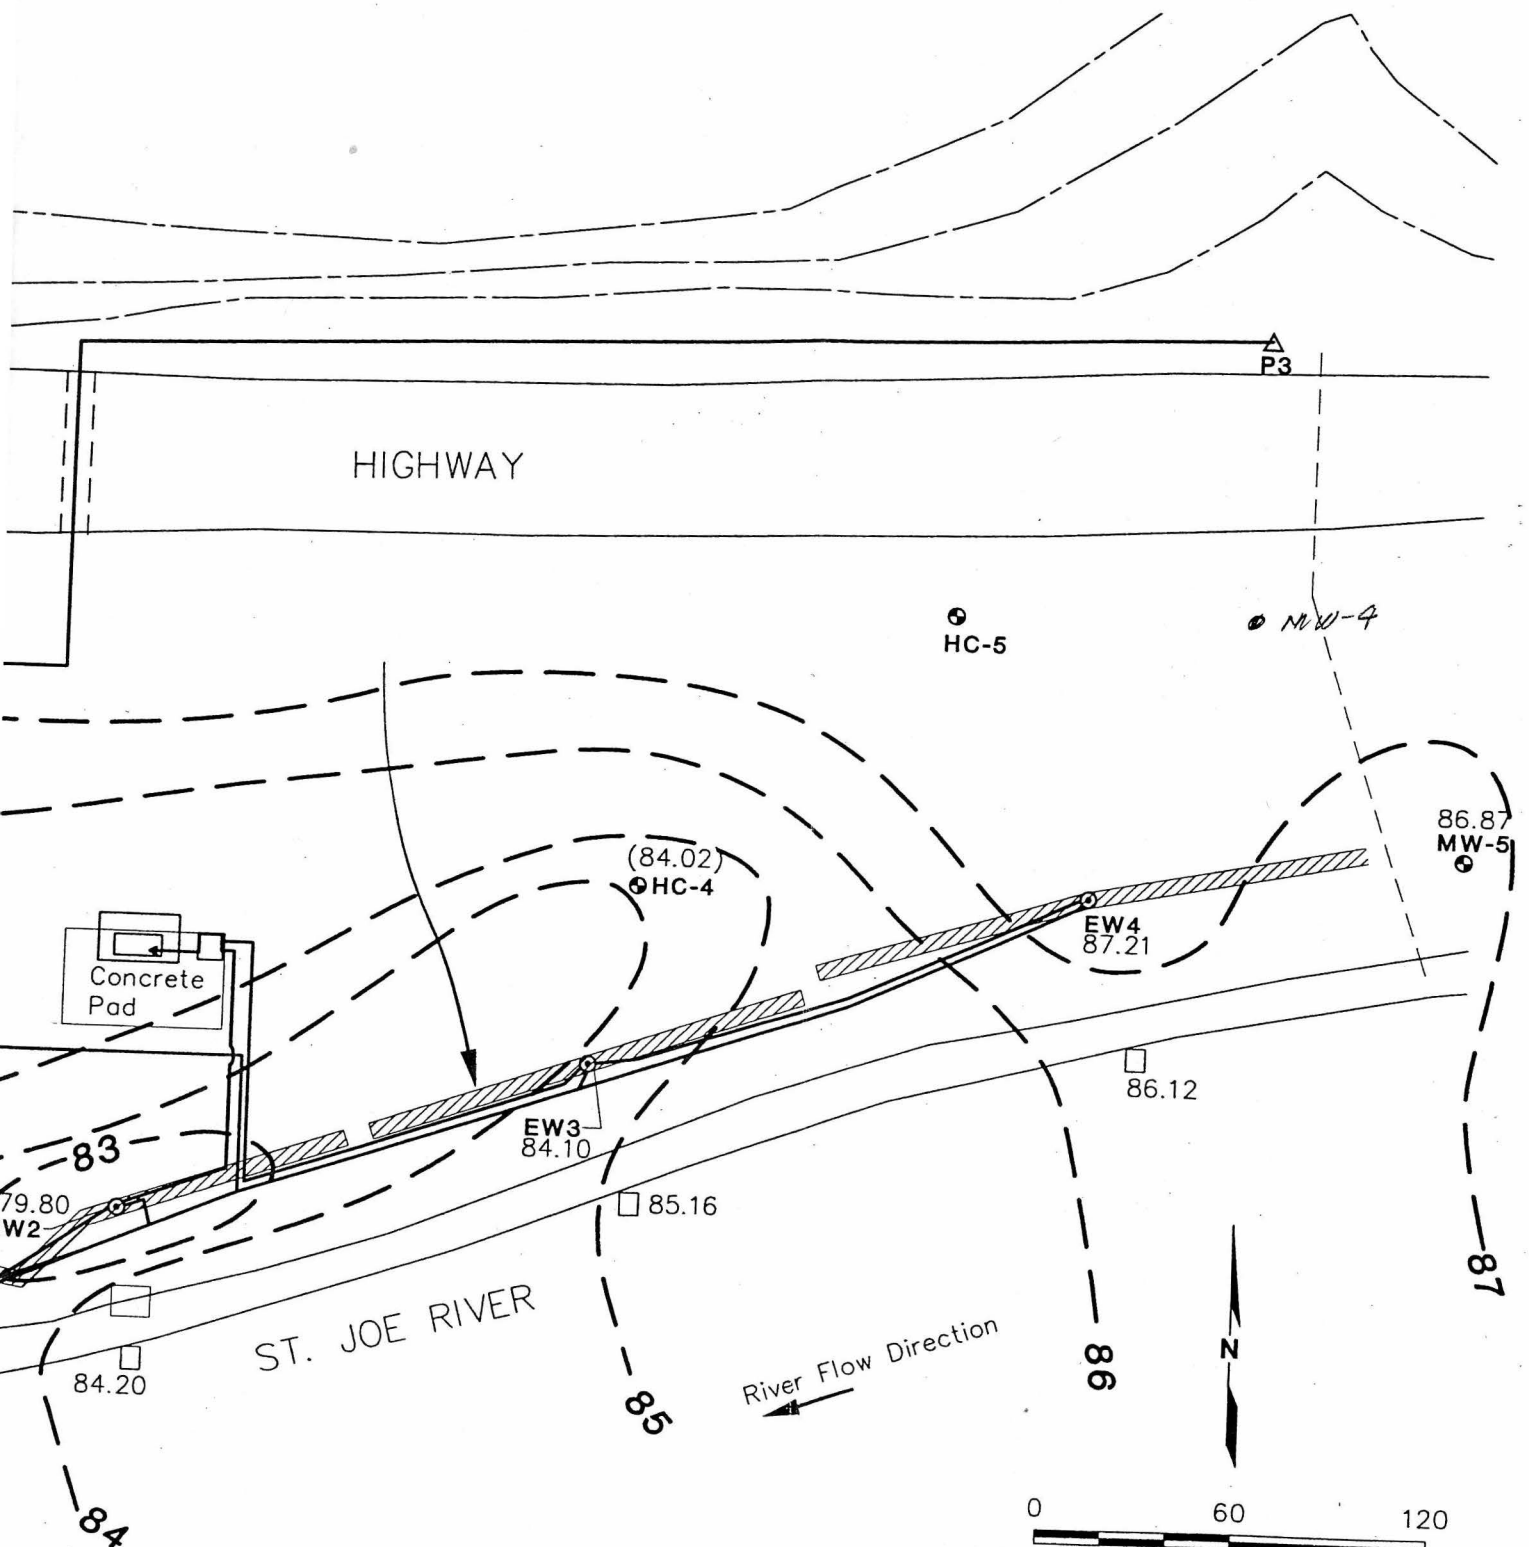 P3
HIGHWAY
HC-5
MW-4
86.87
MW-5
(84.02)
HC-4
EW4
87.21
Concrete
Pad
86.12
EW3
84.10
83
79.80
W2
85.16
87
ST. JOE RIVER
84.20
River Flow Direction
N
86
85
84
0 60 120